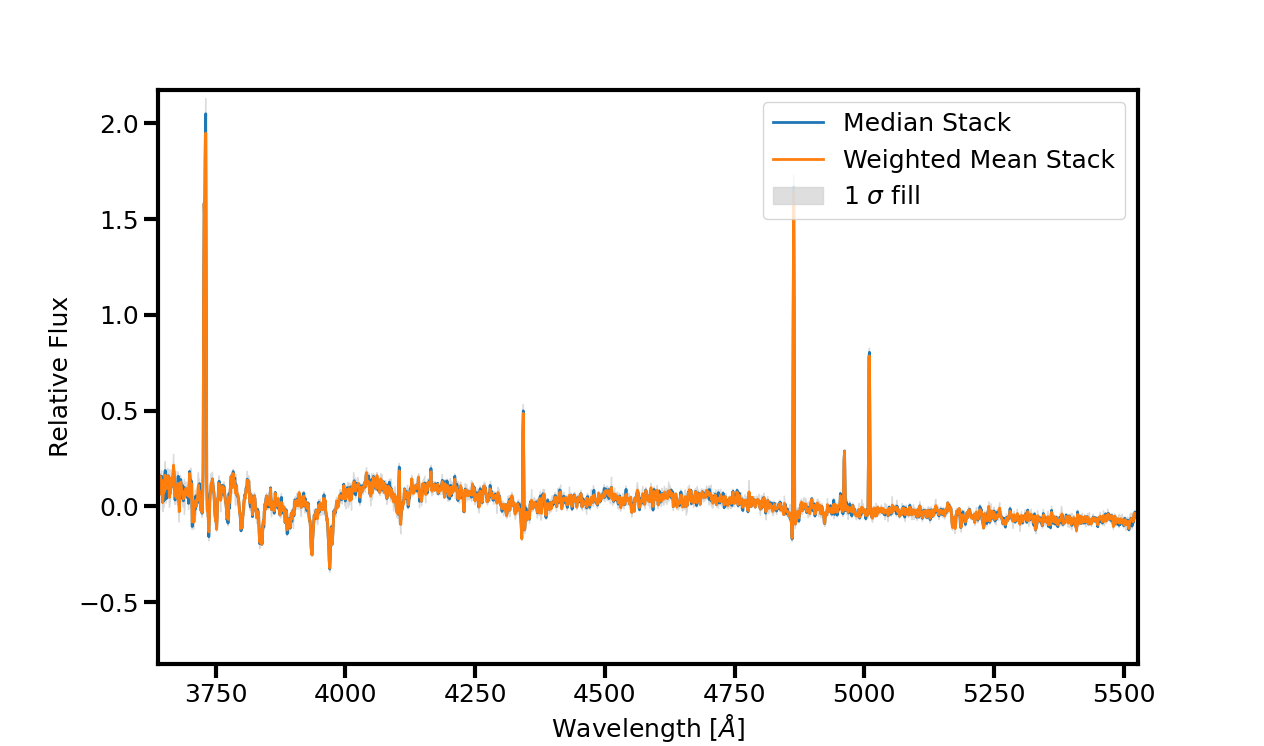 Median Stack
Weighted Mean Stack
1 σ fill
2.0
1.5
1.0
0.5
0.0
−0.5
Relative Flux
3750 4000 4250 4500 4750 5000 5250 5500
Wavelength [Å]